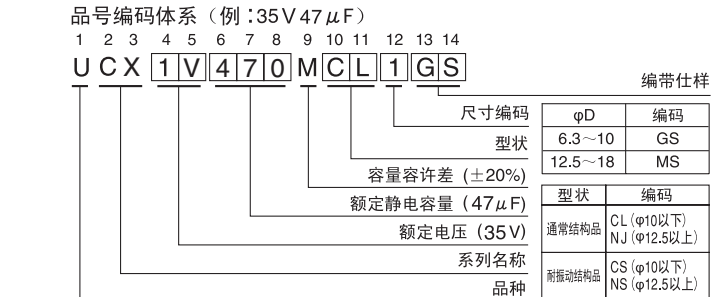 品号编码体系（例：35V 47μF）
1 2 3 4 5 6 7 8 9 10 11 12 13 14
U C X 1 V 4 7 0 M C L 1 G S
编带仕样
尺寸编码
型状
容量容许差 (±20%)
额定静电容量（47μF）
额定电压（35V）
系列名称
品种
φD 编码
6.3～10 GS
12.5～18 MS
型状 编码
通常结构品 CL（φ10以下）
NJ（φ12.5以上）
耐振动结构品 CS（φ10以下）
NS（φ12.5以上）